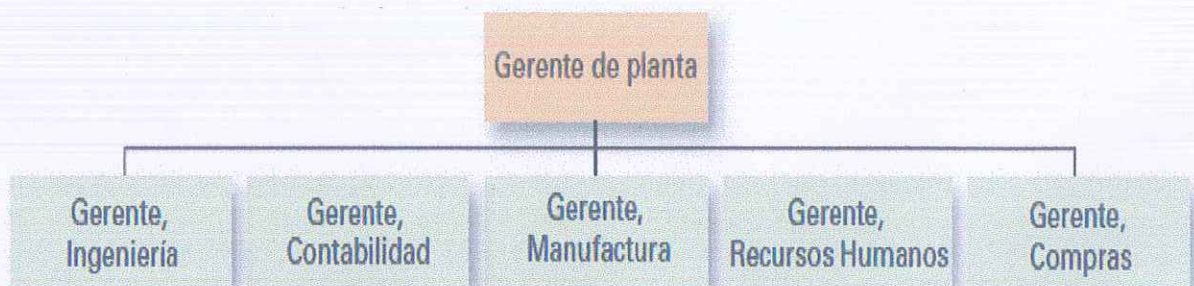 Gerente de planta
Gerente,
Ingeniería
Gerente,
Contabilidad
Gerente,
Manufactura
Gerente,
Recursos Humanos
Gerente,
Compras